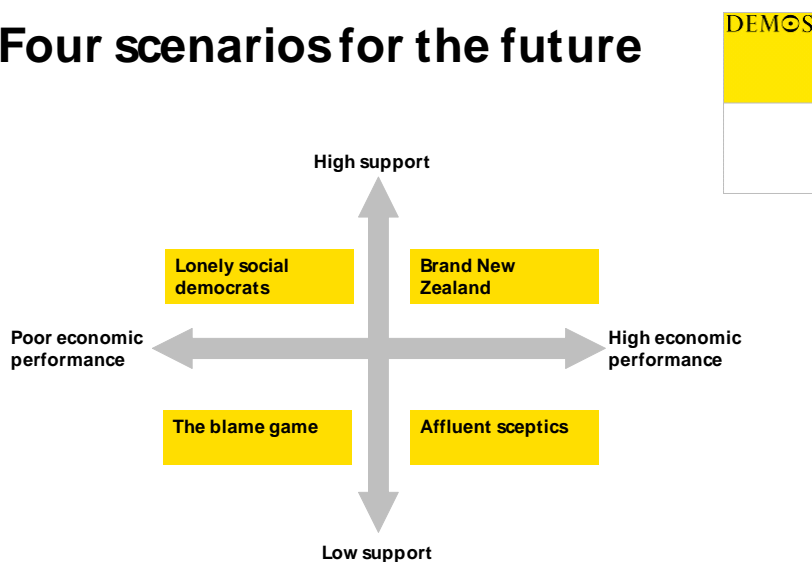 Four scenarios for the future
DEMOS
High support
Lonely social
democrats
Brand New
Zealand
Poor economic
performance
High economic
performance
The blame game
Affluent sceptics
Low support